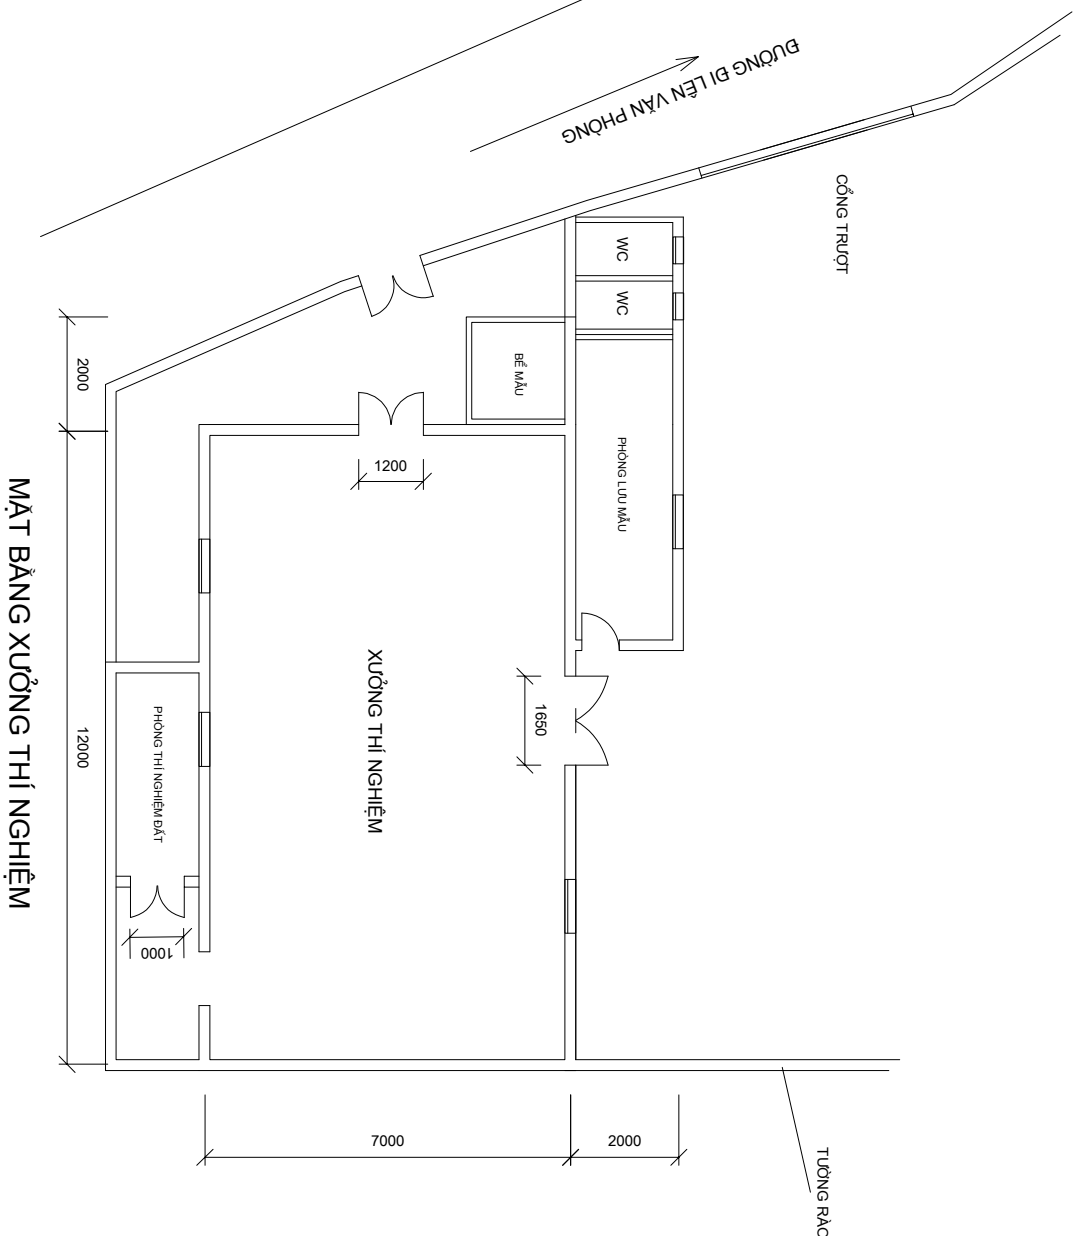 ĐƯỜNG ĐI LÊN VĂN PHÒNG
CỔNG TRƯỢT
WC
WC
BỂ MẪU
PHÒNG LƯU MẪU
2000
1200
XƯỞNG THÍ NGHIỆM
1650
12000
PHÒNG THÍ NGHIỆM ĐẤT
1000
7000
2000
TƯỜNG RÀO
MẶT BẰNG XƯỞNG THÍ NGHIỆM